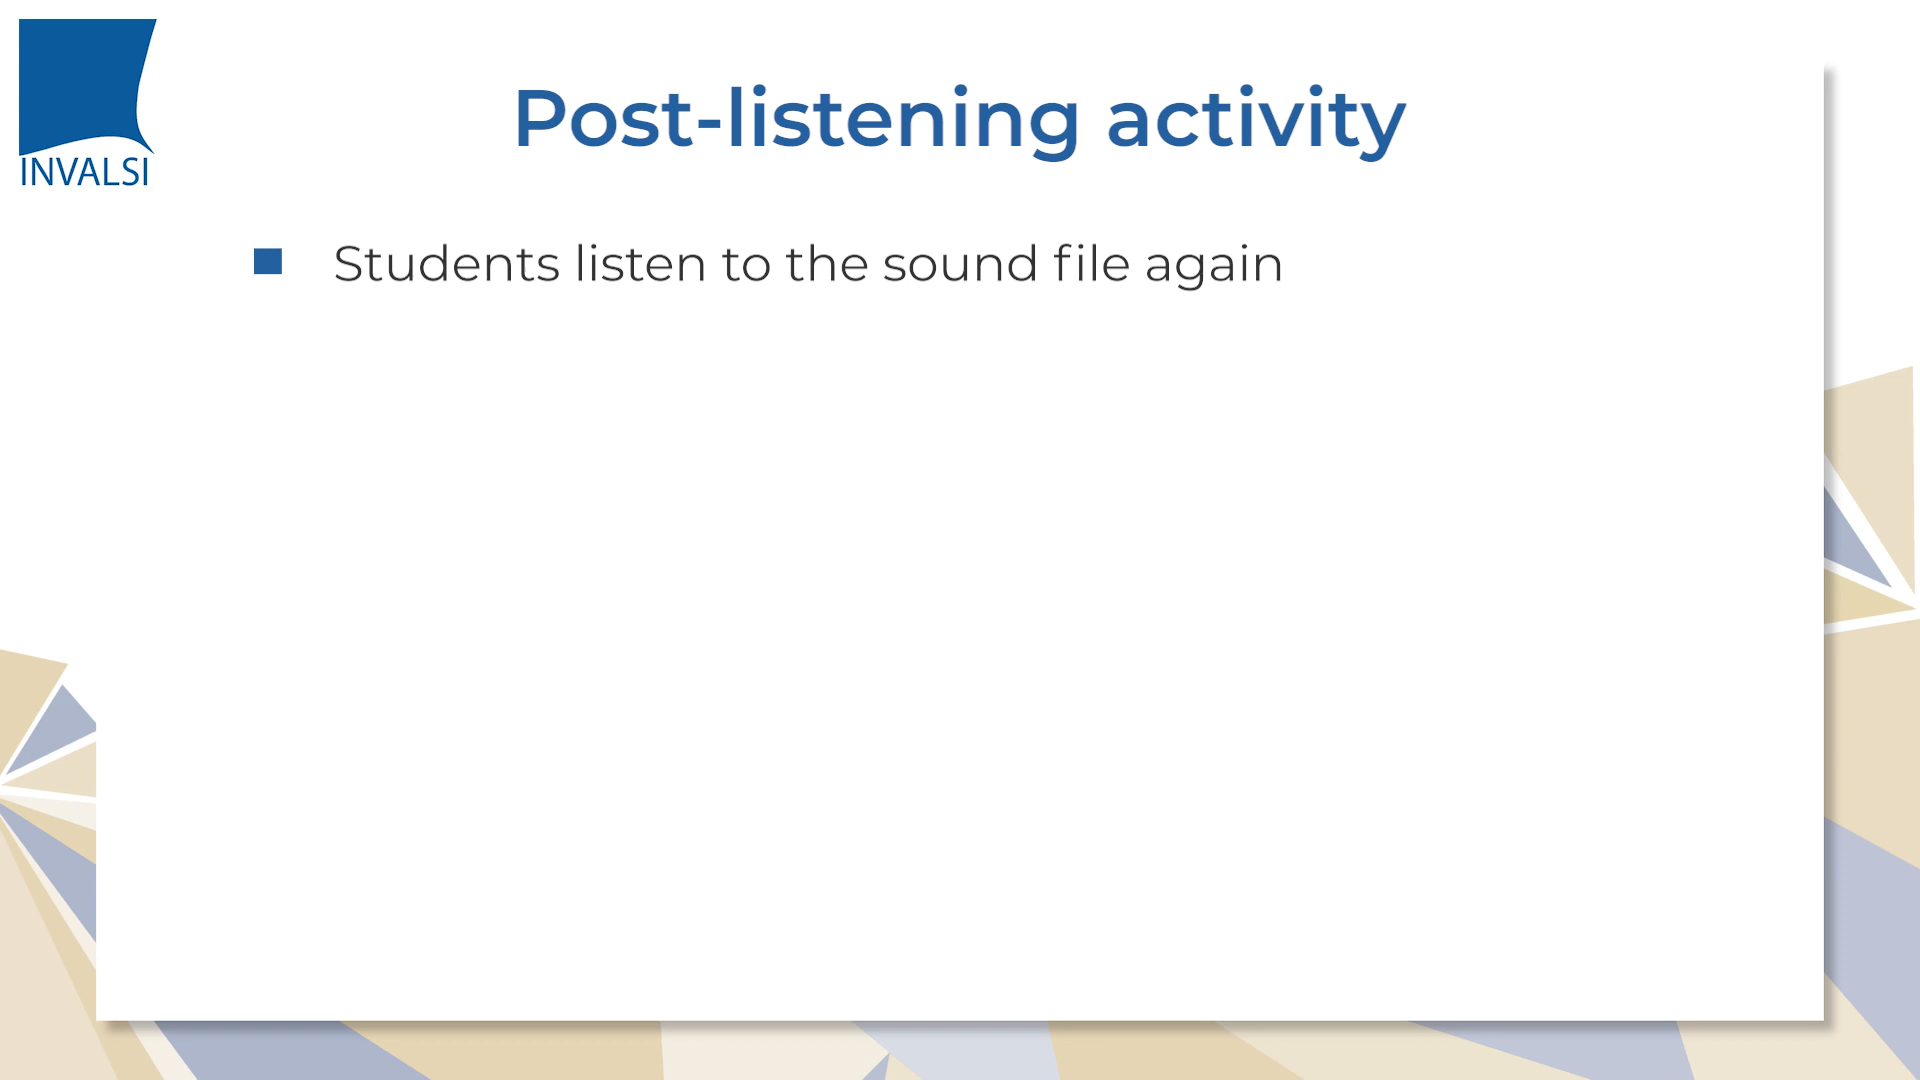 INVALSI
Post-listening activity
Students listen to the sound file again